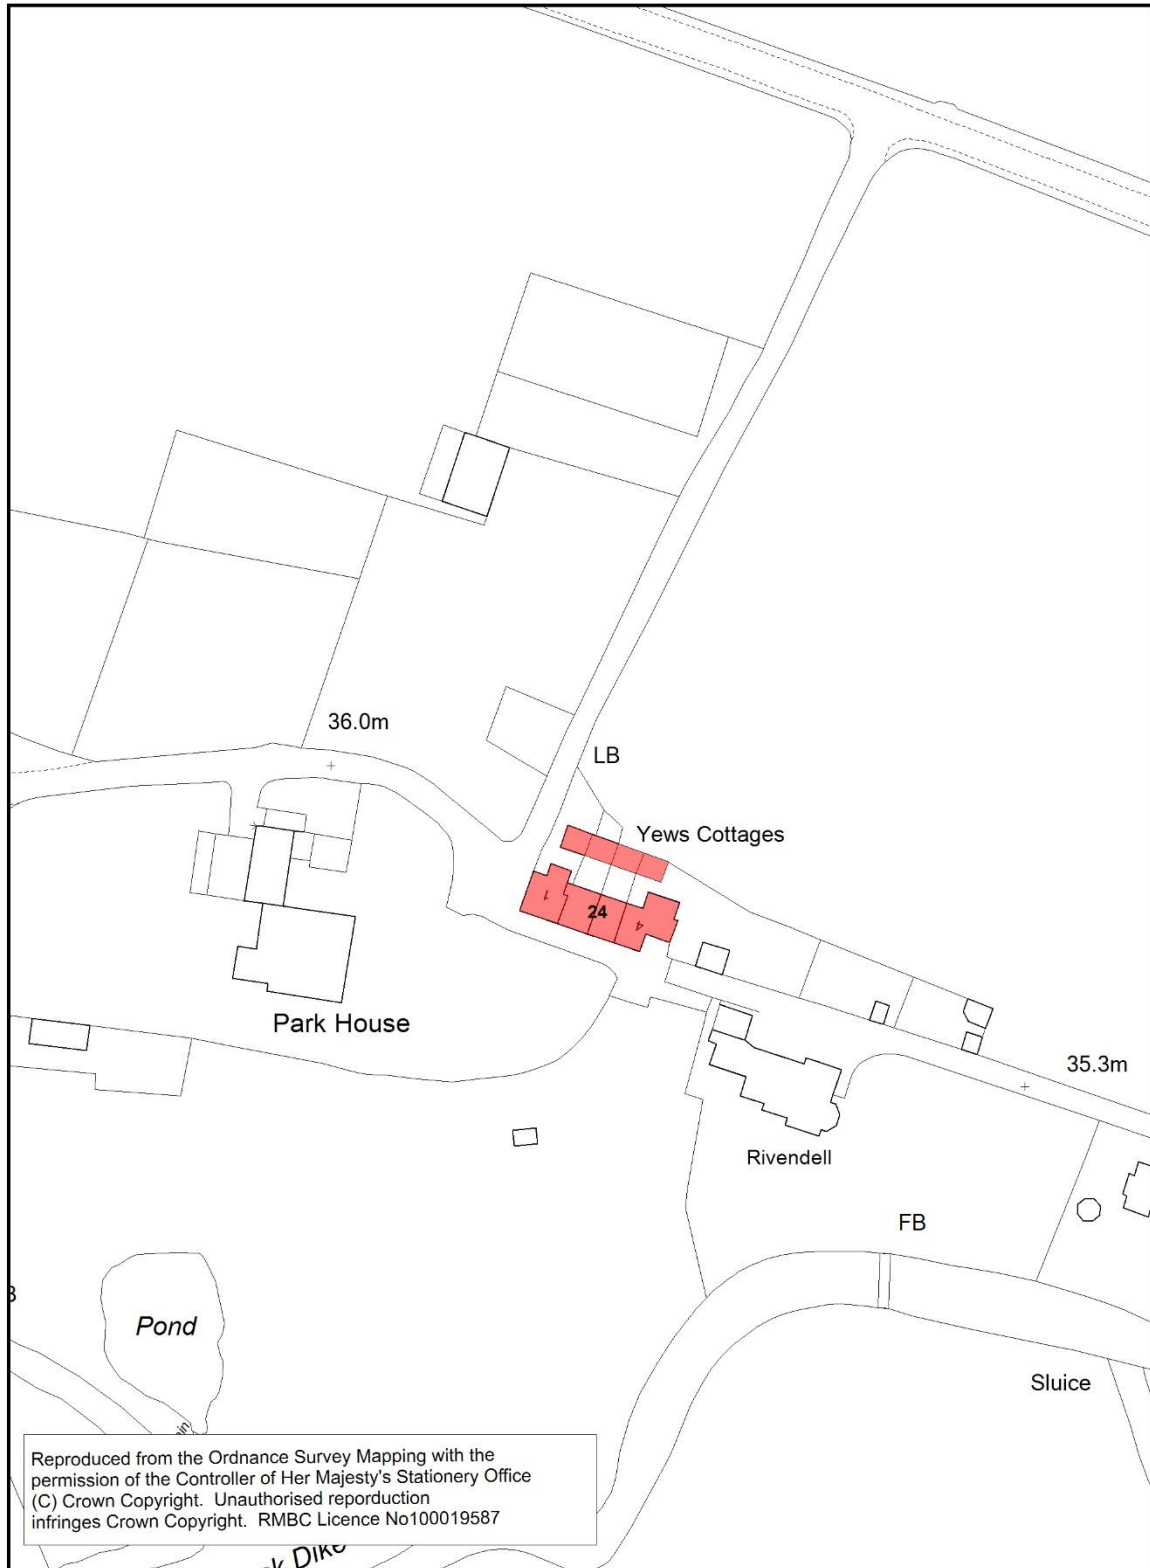 36.0m
LB
Yews Cottages
1
24
4
Park House
35.3m
Rivendell
FB
Pond
Sluice
Reproduced from the Ordnance Survey Mapping with the
permission of the Controller of Her Majesty's Stationery Office
(C) Crown Copyright. Unauthorised reporduction
infringes Crown Copyright. RMBC Licence No100019587
Dike